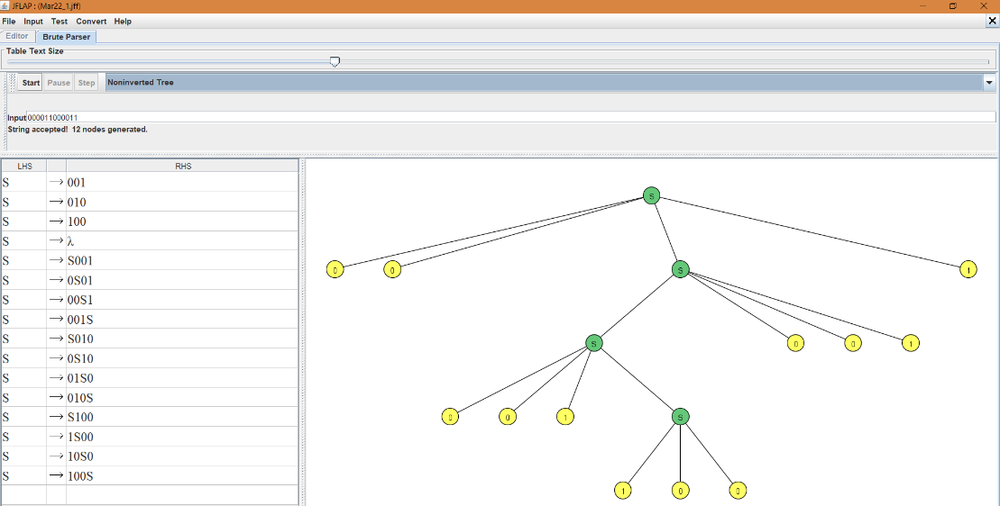 JFLAP : (Mar22_1.jff)
File Input Test Convert Help
Editor Brute Parser
Table Text Size
Start Pause Step Noninverted Tree
Input 000011000011
String accepted! 12 nodes generated.
LHS RHS
S → 001
S → 010
S → 100
S → λ
S → S001
S → 0S01
S → 00S1
S → 001S
S → S010
S → 0S10
S → 01S0
S → 010S
S → S100
S → 1S00
S → 10S0
S → 100S
S
0 0 S 1
S 0 0 1
0 0 1 S
1 0 0